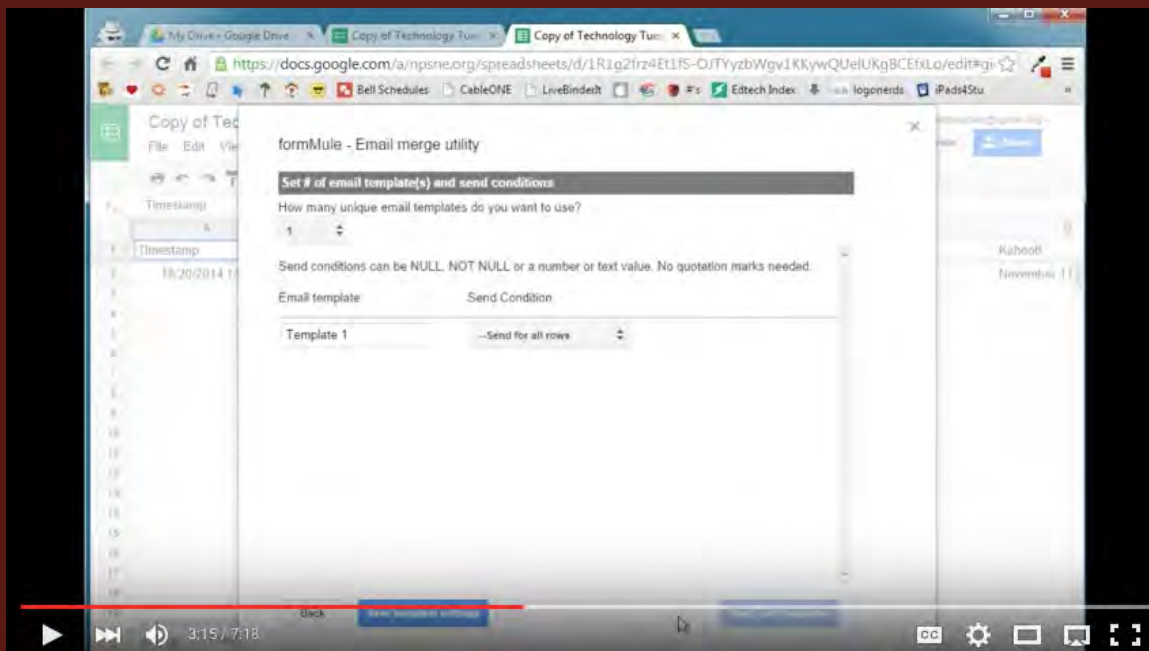 My Drive - Google Drive
Copy of Technology Tue
Copy of Technology Tue
https://docs.google.com/a/npsne.org/spreadsheets/d/1R1g2frz4Et1fS-OJTYyzbWgv1KKywQUelUKgBCEfxLo/edit#gi
Bell Schedules
CableONE
LiveBinderIt
#'s
Edtech Index
logonerds
iPads4Stu
Copy of Tec
File Edit Vie
formMule - Email merge utility
Share
Set # of email template(s) and send conditions
Timestamp
How many unique email templates do you want to use?
1
Timestamp
Kahoot!
Send conditions can be NULL, NOT NULL or a number or text value. No quotation marks needed.
November 11
Email template
Send Condition
Template 1
--Send for all rows
Back
3:15 / 7:18
CC